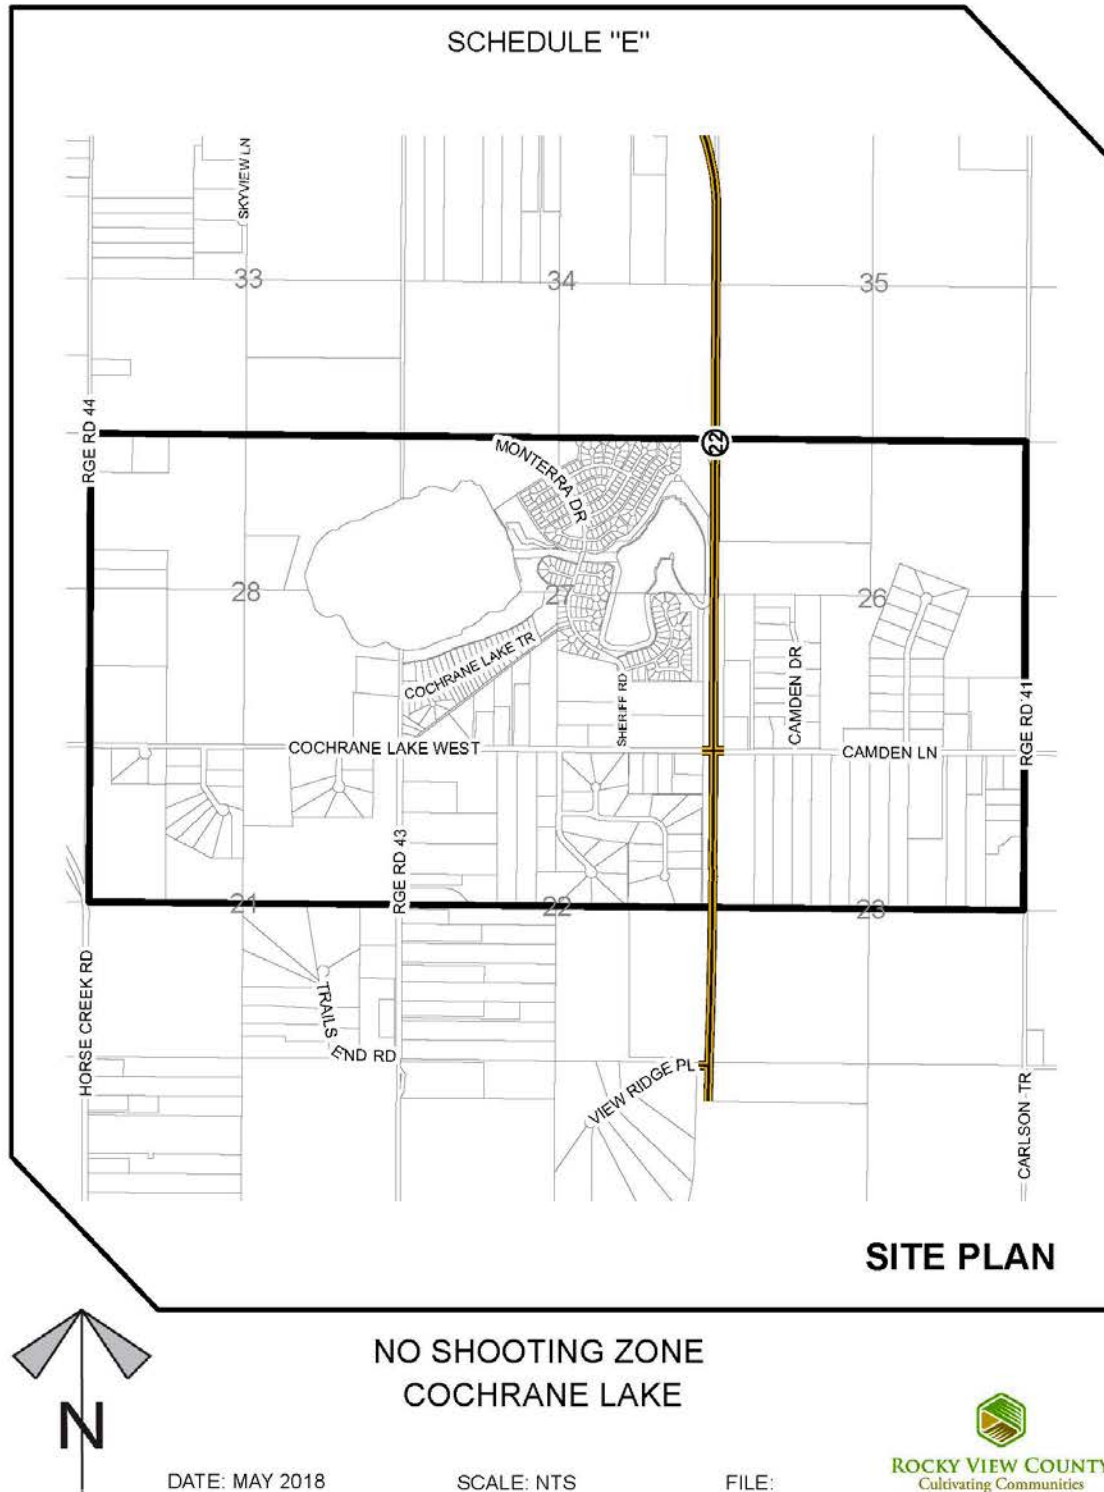 SCHEDULE "E"
SKYVIEW LN
33
34
35
RGE RD 44
22
MONTERRA DR
28
27
26
COCHRANE LAKE TR
SHERIFF RD
CAMDEN DR
RGE RD 41
COCHRANE LAKE WEST
CAMDEN LN
RGE RD 43
21
22
23
HORSE CREEK RD
TRAILS END RD
VIEW RIDGE PL
CARLSON TR
SITE PLAN
N
NO SHOOTING ZONE
COCHRANE LAKE
DATE: MAY 2018
SCALE: NTS
FILE:
ROCKY VIEW COUNTY
Cultivating Communities